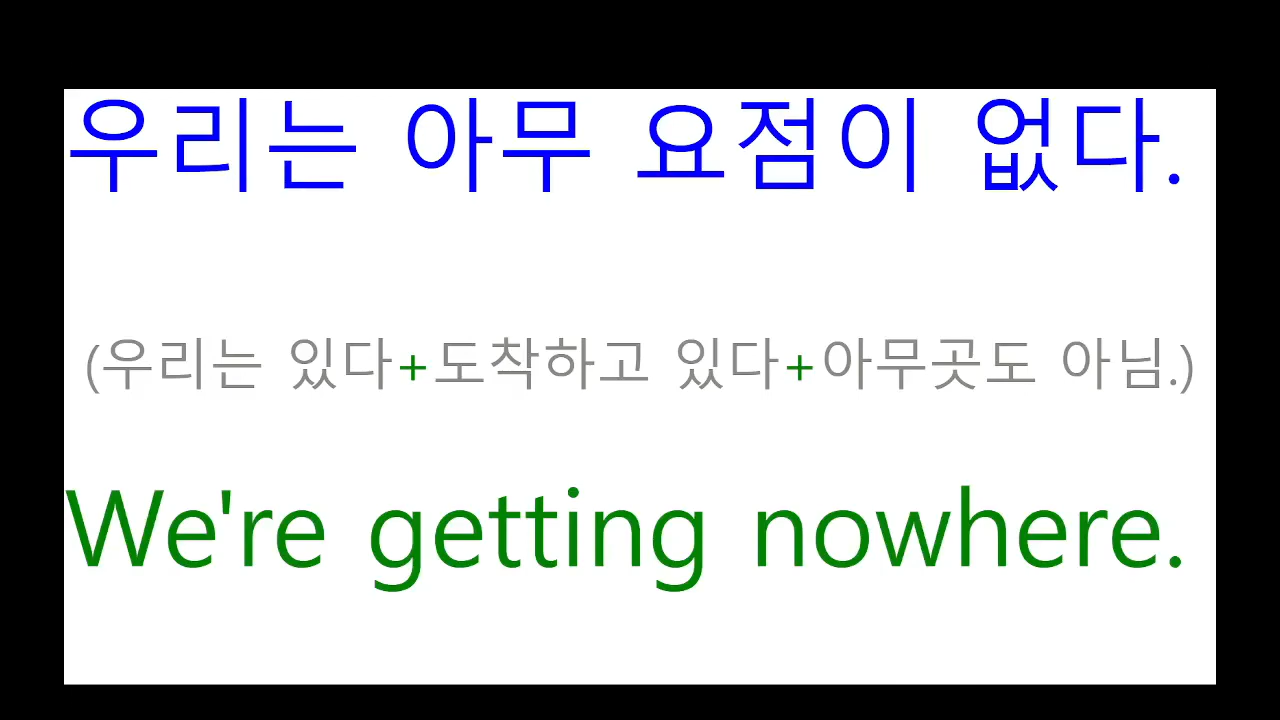 우리는 아무 요점이 없다.
(우리는 있다+도착하고 있다+아무곳도 아님.)
We're getting nowhere.